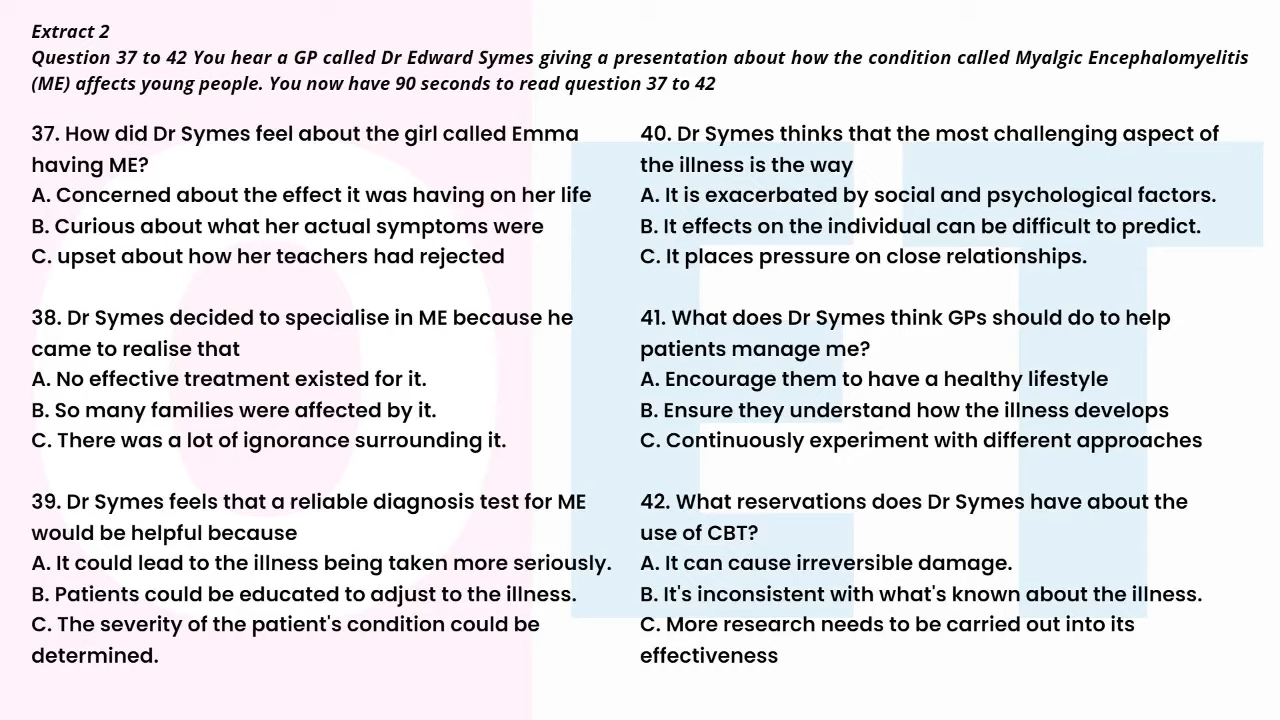 Extract 2
Question 37 to 42 You hear a GP called Dr Edward Symes giving a presentation about how the condition called Myalgic Encephalomyelitis
(ME) affects young people. You now have 90 seconds to read question 37 to 42
37. How did Dr Symes feel about the girl called Emma
having ME?
A. Concerned about the effect it was having on her life
B. Curious about what her actual symptoms were
C. upset about how her teachers had rejected
38. Dr Symes decided to specialise in ME because he
came to realise that
A. No effective treatment existed for it.
B. So many families were affected by it.
C. There was a lot of ignorance surrounding it.
39. Dr Symes feels that a reliable diagnosis test for ME
would be helpful because
A. It could lead to the illness being taken more seriously.
B. Patients could be educated to adjust to the illness.
C. The severity of the patient's condition could be
determined.
40. Dr Symes thinks that the most challenging aspect of
the illness is the way
A. It is exacerbated by social and psychological factors.
B. It effects on the individual can be difficult to predict.
C. It places pressure on close relationships.
41. What does Dr Symes think GPs should do to help
patients manage me?
A. Encourage them to have a healthy lifestyle
B. Ensure they understand how the illness develops
C. Continuously experiment with different approaches
42. What reservations does Dr Symes have about the
use of CBT?
A. It can cause irreversible damage.
B. It's inconsistent with what's known about the illness.
C. More research needs to be carried out into its
effectiveness
OET